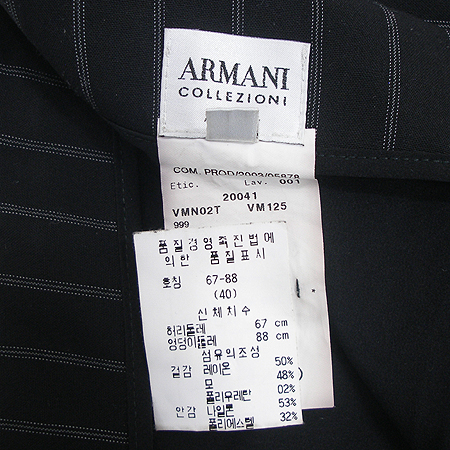 ARMANI
COLLEZIONI
COM. PROD/2003/05878
Etic. Lav. 001
20041
VMN02T VM125
999
품질경영촉진법에
의한 품질표시
호칭 67-88
(40)
신체치수
허리둘레 67 cm
엉덩이둘레 88 cm
섬유의조성
겉감 레이온 50%
모 48%
폴리우레탄 02%
안감 나일론 53%
폴리에스텔 32%
)